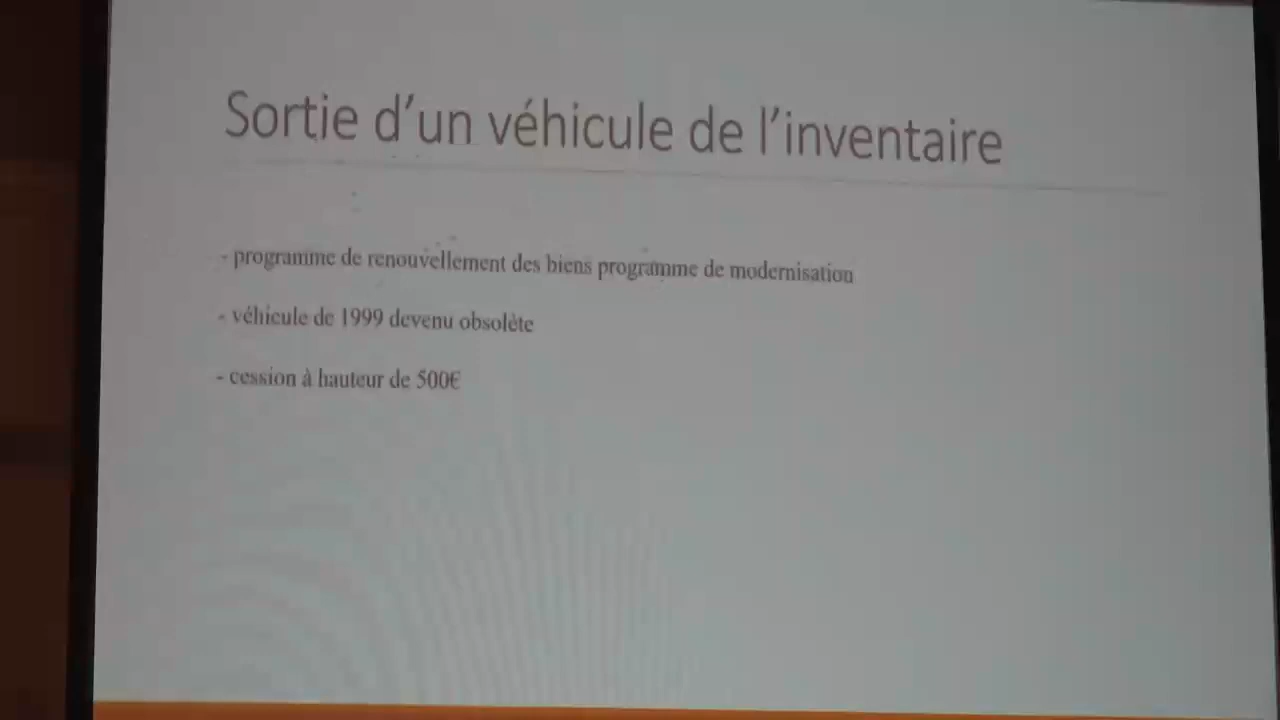 Sortie d’un véhicule de l’inventaire
- programme de renouvellement des biens programme de modernisation
- véhicule de 1999 devenu obsolète
- cession à hauteur de 500€